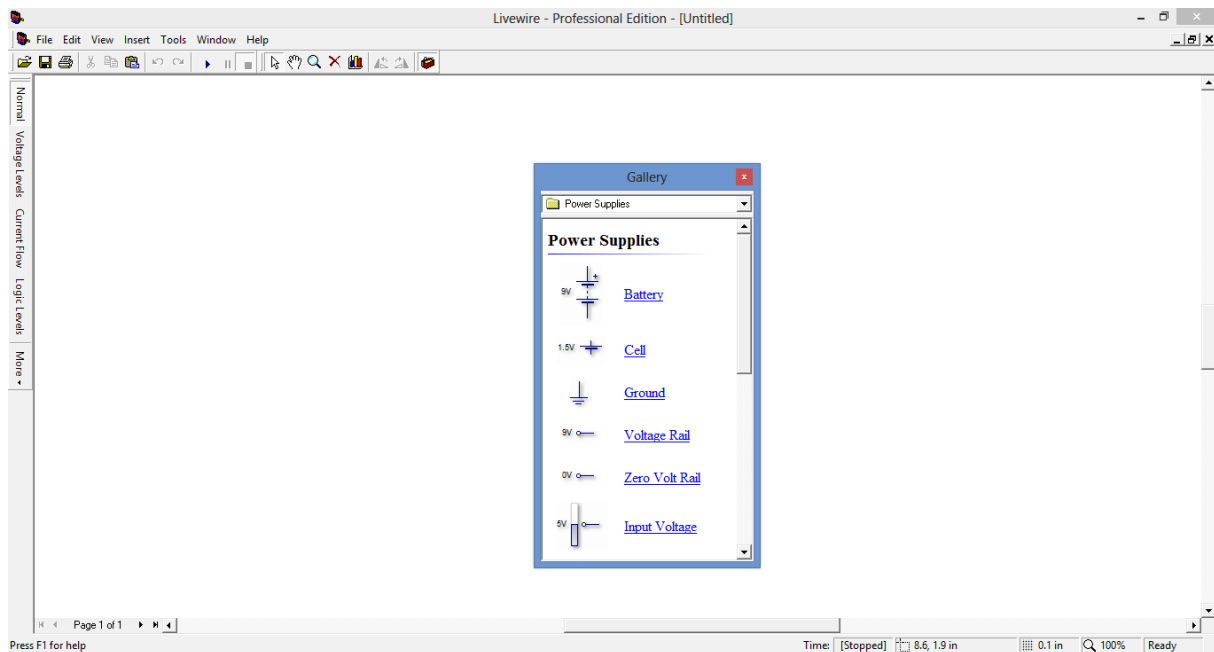 Livewire - Professional Edition - [Untitled]
File Edit View Insert Tools Window Help
Normal
Voltage Levels
Current Flow
Logic Levels
More
Gallery
Power Supplies
Power Supplies
9V Battery
1.5V Cell
Ground
9V Voltage Rail
0V Zero Volt Rail
5V Input Voltage
Page 1 of 1
Press F1 for help Time: [Stopped] 8.6, 1.9 in 0.1 in 100% Ready